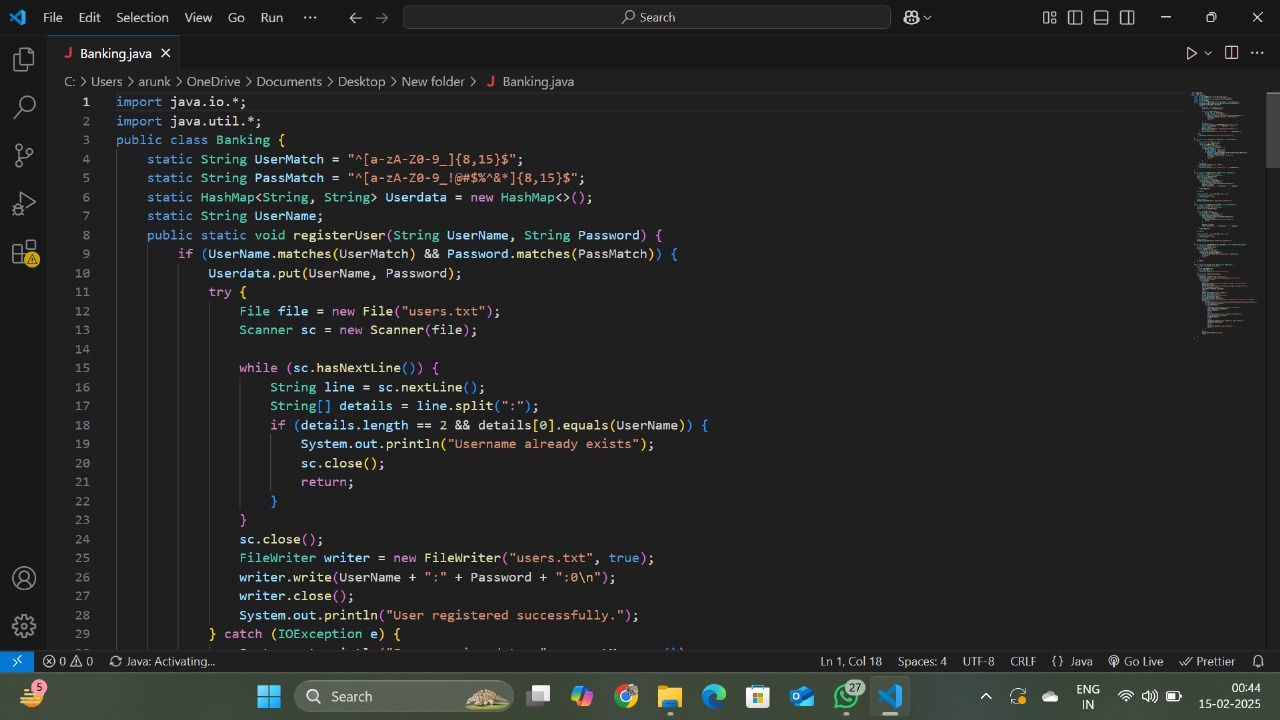 File Edit Selection View Go Run ··· Search
Banking.java
C: > Users > arunk > OneDrive > Documents > Desktop > New folder > J Banking.java
1 import java.io.*;
2 import java.util.*;
3 public class Banking {
4 static String UserMatch = "^[a-zA-Z0-9_]{8,15}$";
5 static String PassMatch = "^[a-zA-Z0-9_!@#$%^&*]{8,15}$";
6 static HashMap<String, String> Userdata = new HashMap<>();
7 static String UserName;
8 public static void registerUser(String UserName, String Password) {
9 if (UserName.matches(UserMatch) && Password.matches(PassMatch)) {
10 Userdata.put(UserName, Password);
11 try {
12 File file = new File("users.txt");
13 Scanner sc = new Scanner(file);
14
15 while (sc.hasNextLine()) {
16 String line = sc.nextLine();
17 String[] details = line.split(":");
18 if (details.length == 2 && details[0].equals(UserName)) {
19 System.out.println("Username already exists");
20 sc.close();
21 return;
22 }
23 }
24 sc.close();
25 FileWriter writer = new FileWriter("users.txt", true);
26 writer.write(UserName + ":" + Password + ":0\n");
27 writer.close();
28 System.out.println("User registered successfully.");
29 } catch (IOException e) {
0 0 Java: Activating... Ln 1, Col 18 Spaces: 4 UTF-8 CRLF {} Java Go Live Prettier
5 Search 27 ENG IN 00:44 15-02-2025